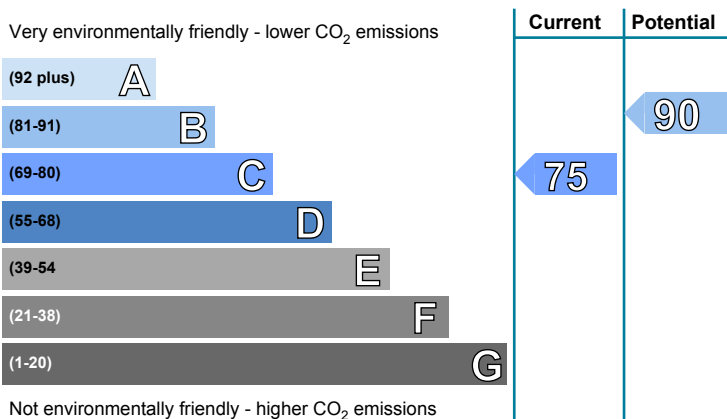 Current Potential
Very environmentally friendly - lower CO2 emissions
(92 plus) A
(81-91) B 90
(69-80) C 75
(55-68) D
(39-54 E
(21-38) F
(1-20) G
Not environmentally friendly - higher CO2 emissions